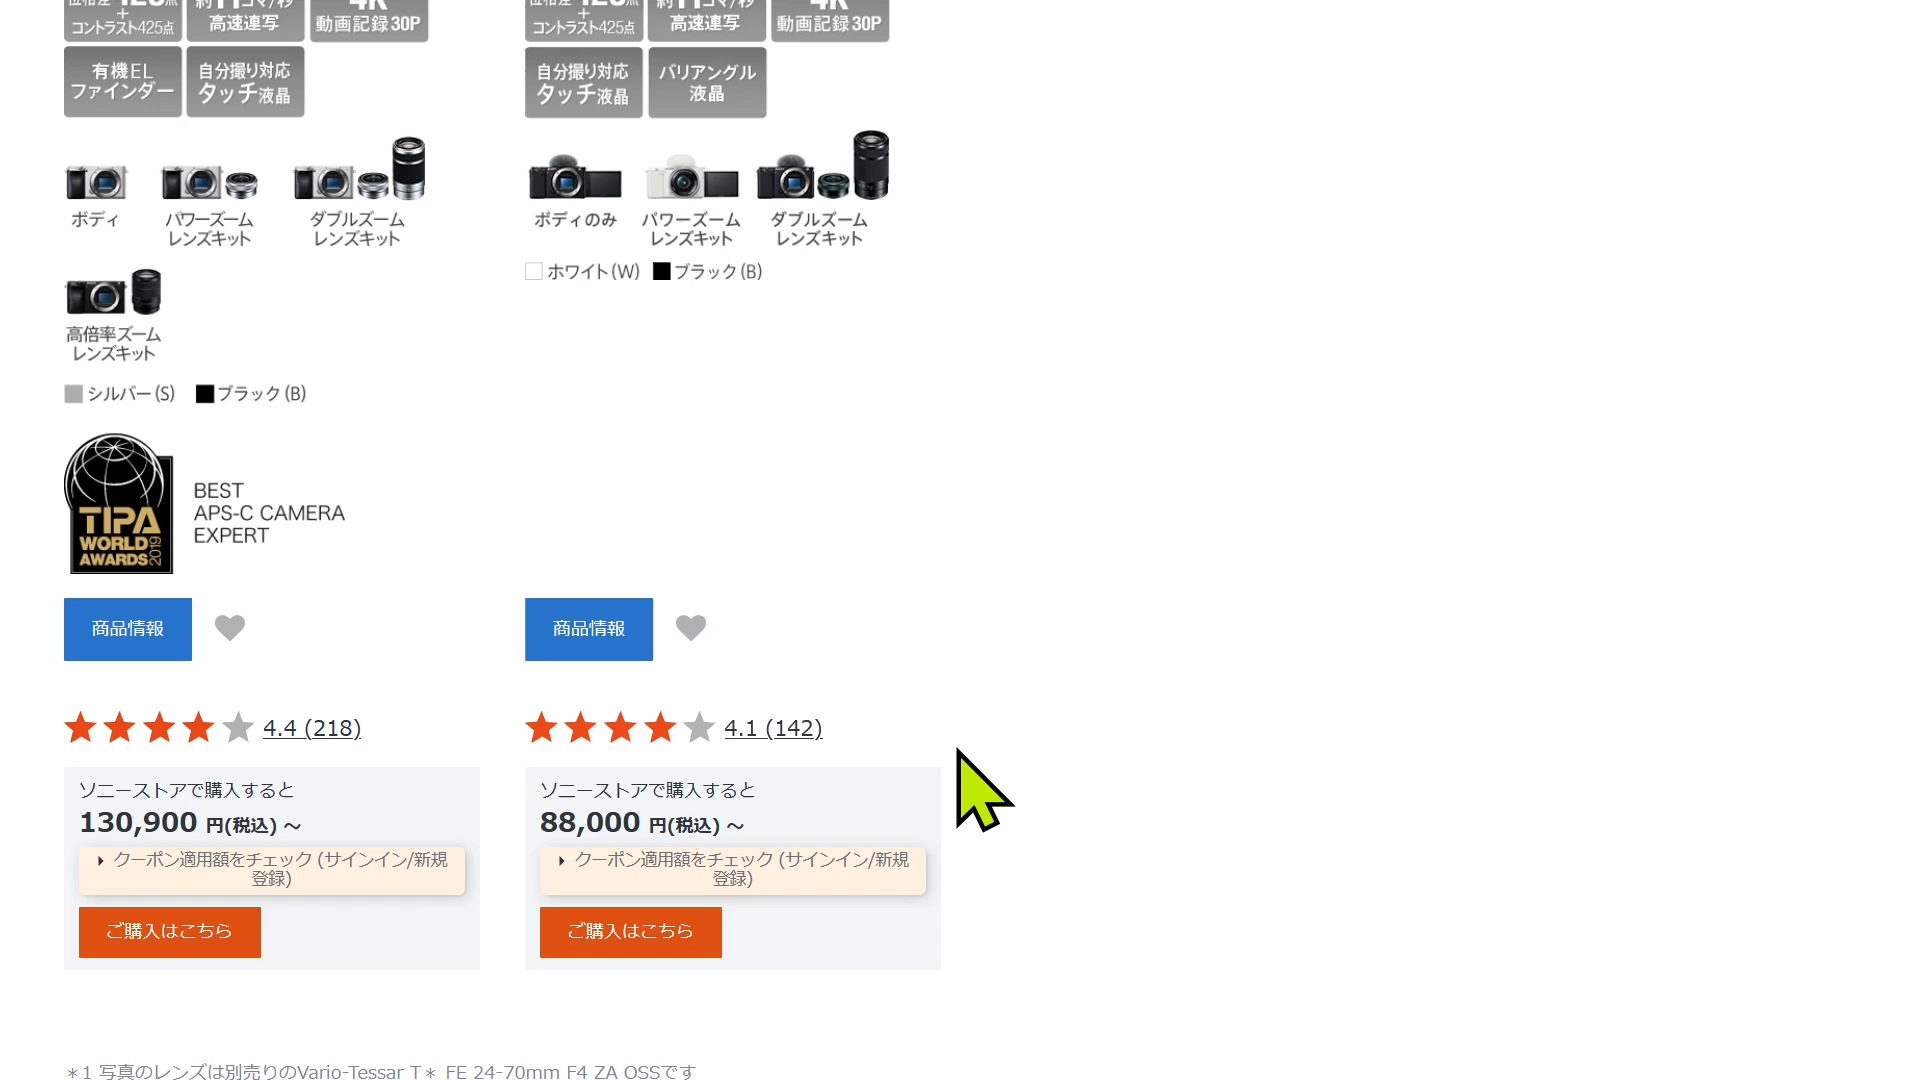 コントラスト425点
高速連写
4K
動画記録30P
有機EL
ファインダー
自分撮り対応
タッチ液晶
ボディ
パワーズーム
レンズキット
ダブルズーム
レンズキット
高倍率ズーム
レンズキット
シルバー(S)
ブラック(B)
TIPA
WORLD
AWARDS 2019
BEST
APS-C CAMERA
EXPERT
商品情報
4.4 (218)
ソニーストアで購入すると
130,900 円(税込) ～
クーポン適用額をチェック (サインイン/新規
登録)
ご購入はこちら
コントラスト425点
高速連写
4K
動画記録30P
自分撮り対応
タッチ液晶
バリアングル
液晶
ボディのみ
パワーズーム
レンズキット
ダブルズーム
レンズキット
ホワイト(W)
ブラック(B)
商品情報
4.1 (142)
ソニーストアで購入すると
88,000 円(税込) ～
クーポン適用額をチェック (サインイン/新規
登録)
ご購入はこちら
＊1 写真のレンズは別売りのVario-Tessar T＊ FE 24-70mm F4 ZA OSSです